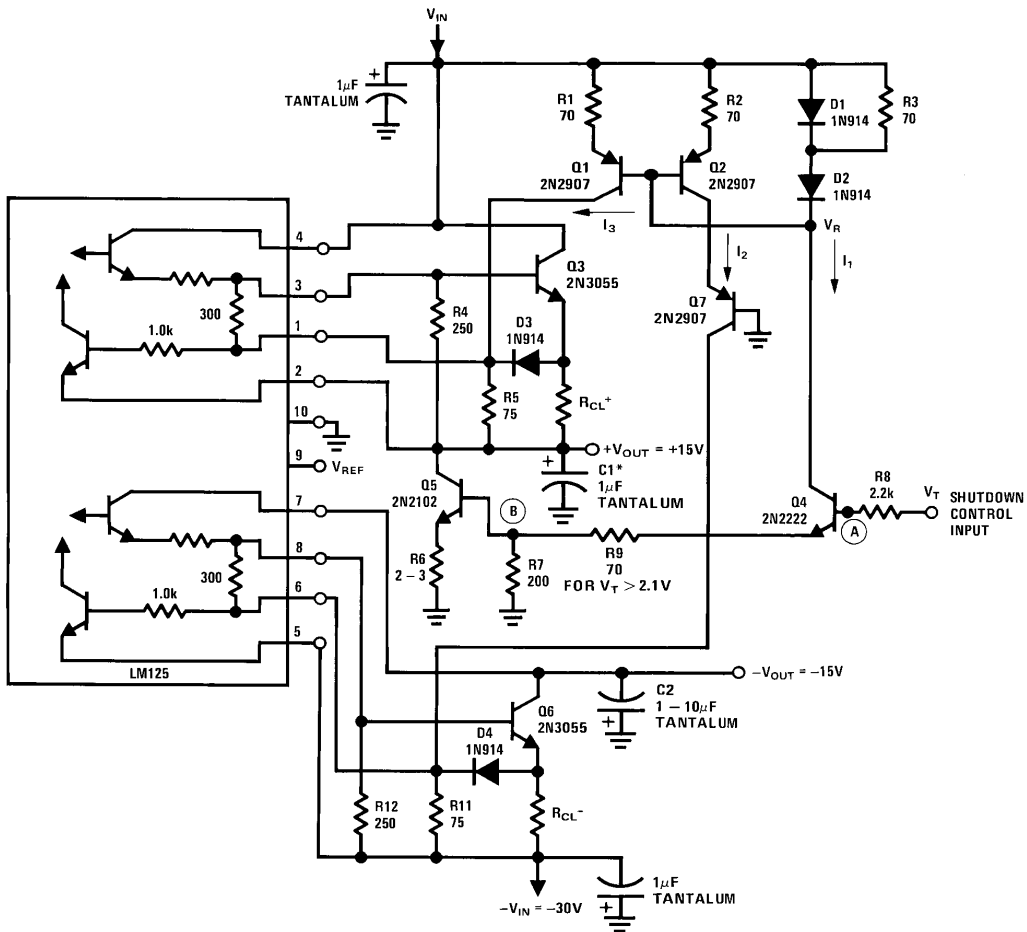 V_IN
1μF
TANTALUM
R1
70
R2
70
D1
1N914
R3
70
Q1
2N2907
Q2
2N2907
D2
1N914
V_R
I_3
I_2
I_1
4
3
300
1.0k
1
2
10
9
V_REF
7
8
300
6
1.0k
5
LM125
Q3
2N3055
R4
250
D3
1N914
Q7
2N2907
R5
75
R_CL+
+V_OUT = +15V
C1*
1μF
TANTALUM
Q5
2N2102
B
R6
2 – 3
R7
200
R9
70
FOR V_T > 2.1V
Q4
2N2222
A
R8
2.2k
V_T
SHUTDOWN
CONTROL
INPUT
–V_OUT = –15V
C2
1 – 10μF
TANTALUM
Q6
2N3055
D4
1N914
R12
250
R11
75
R_CL-
–V_IN = –30V
1μF
TANTALUM